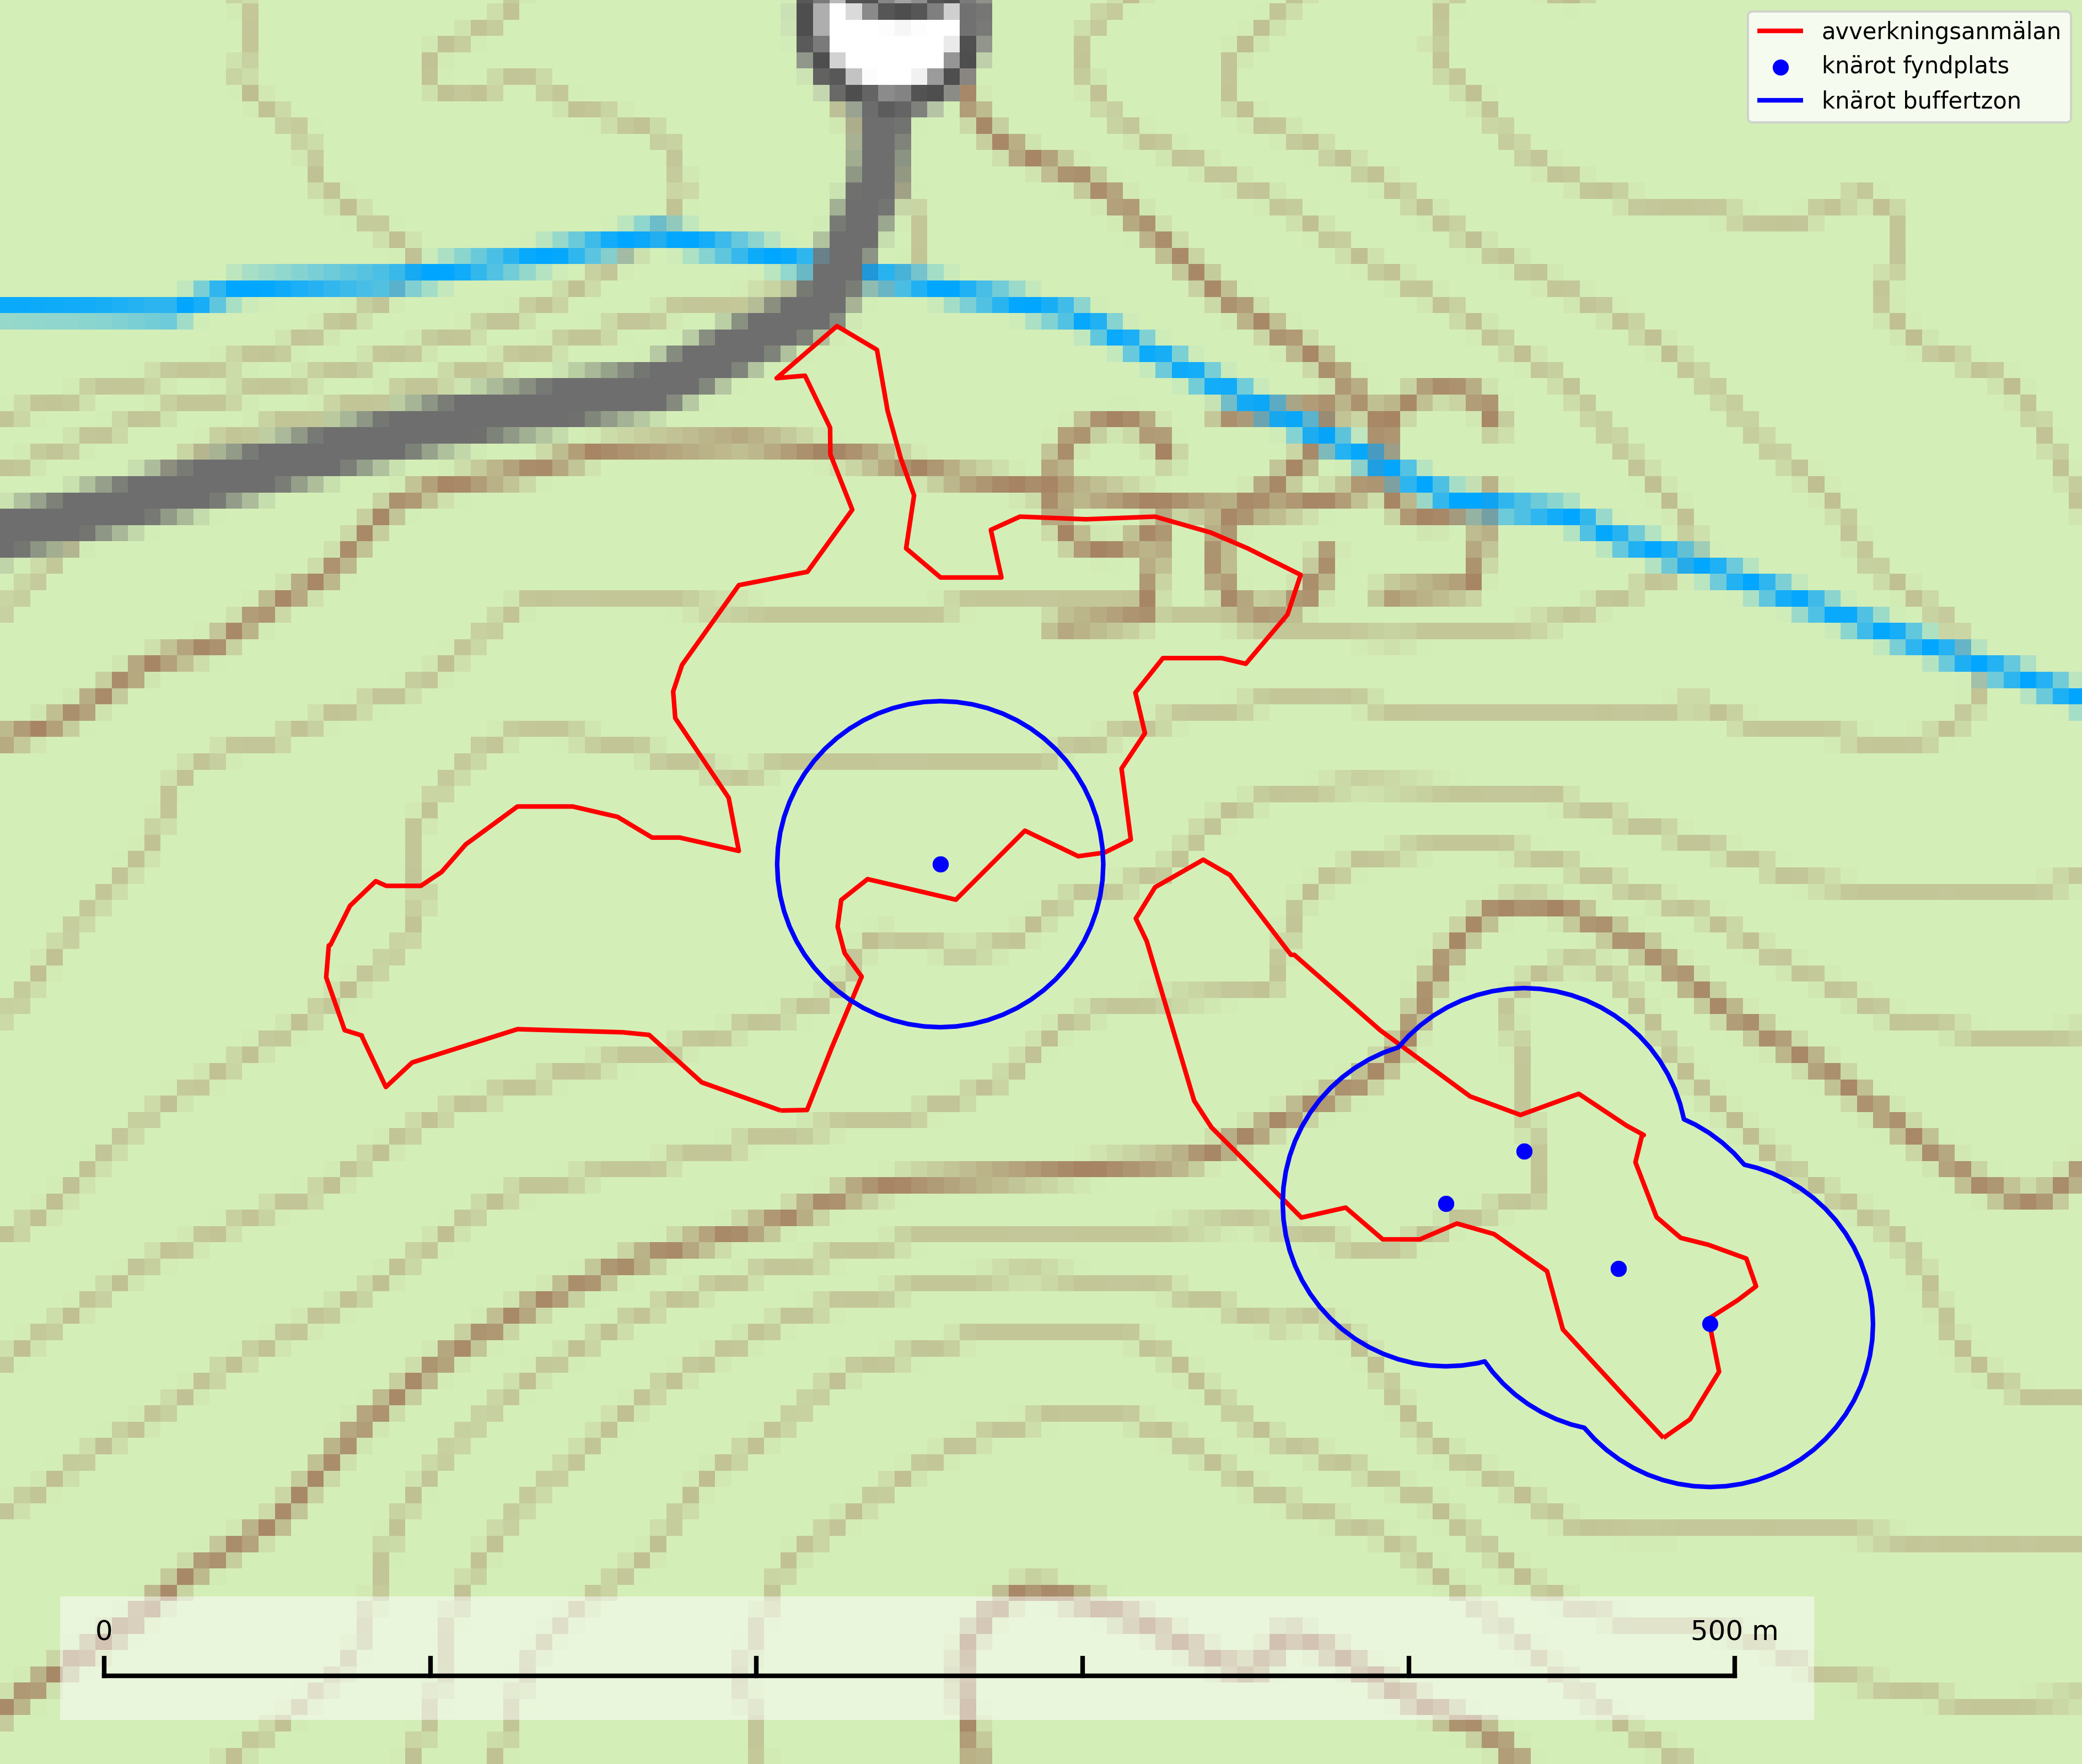 avverkningsanmälan
knärot fyndplats
knärot buffertzon
0
500 m